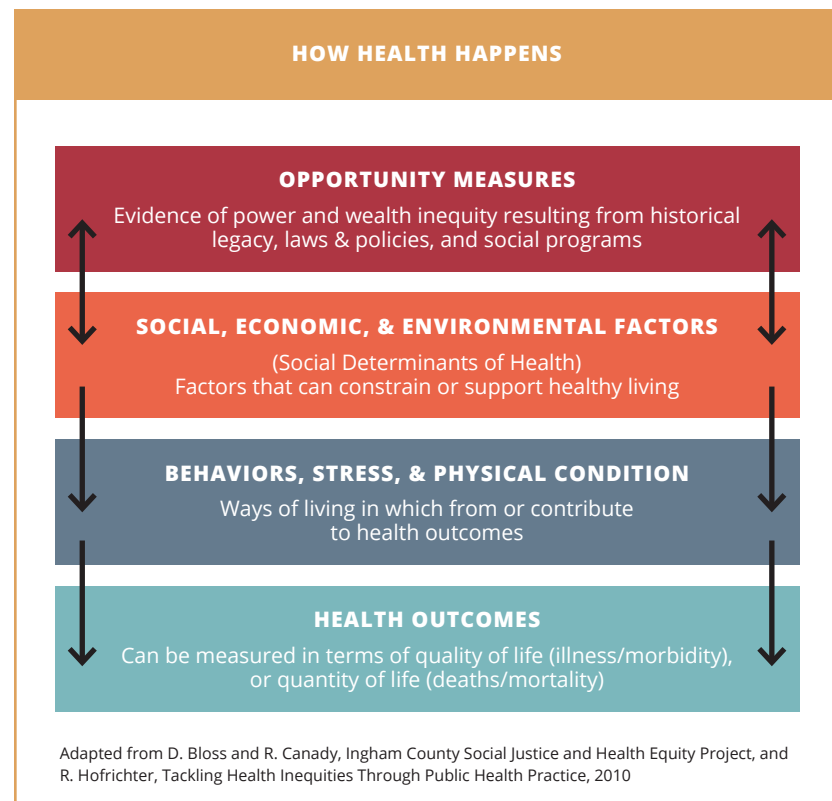 HOW HEALTH HAPPENS
OPPORTUNITY MEASURES
Evidence of power and wealth inequity resulting from historical
legacy, laws & policies, and social programs
SOCIAL, ECONOMIC, & ENVIRONMENTAL FACTORS
(Social Determinants of Health)
Factors that can constrain or support healthy living
BEHAVIORS, STRESS, & PHYSICAL CONDITION
Ways of living in which from or contribute
to health outcomes
HEALTH OUTCOMES
Can be measured in terms of quality of life (illness/morbidity),
or quantity of life (deaths/mortality)
Adapted from D. Bloss and R. Canady, Ingham County Social Justice and Health Equity Project, and
R. Hofrichter, Tackling Health Inequities Through Public Health Practice, 2010